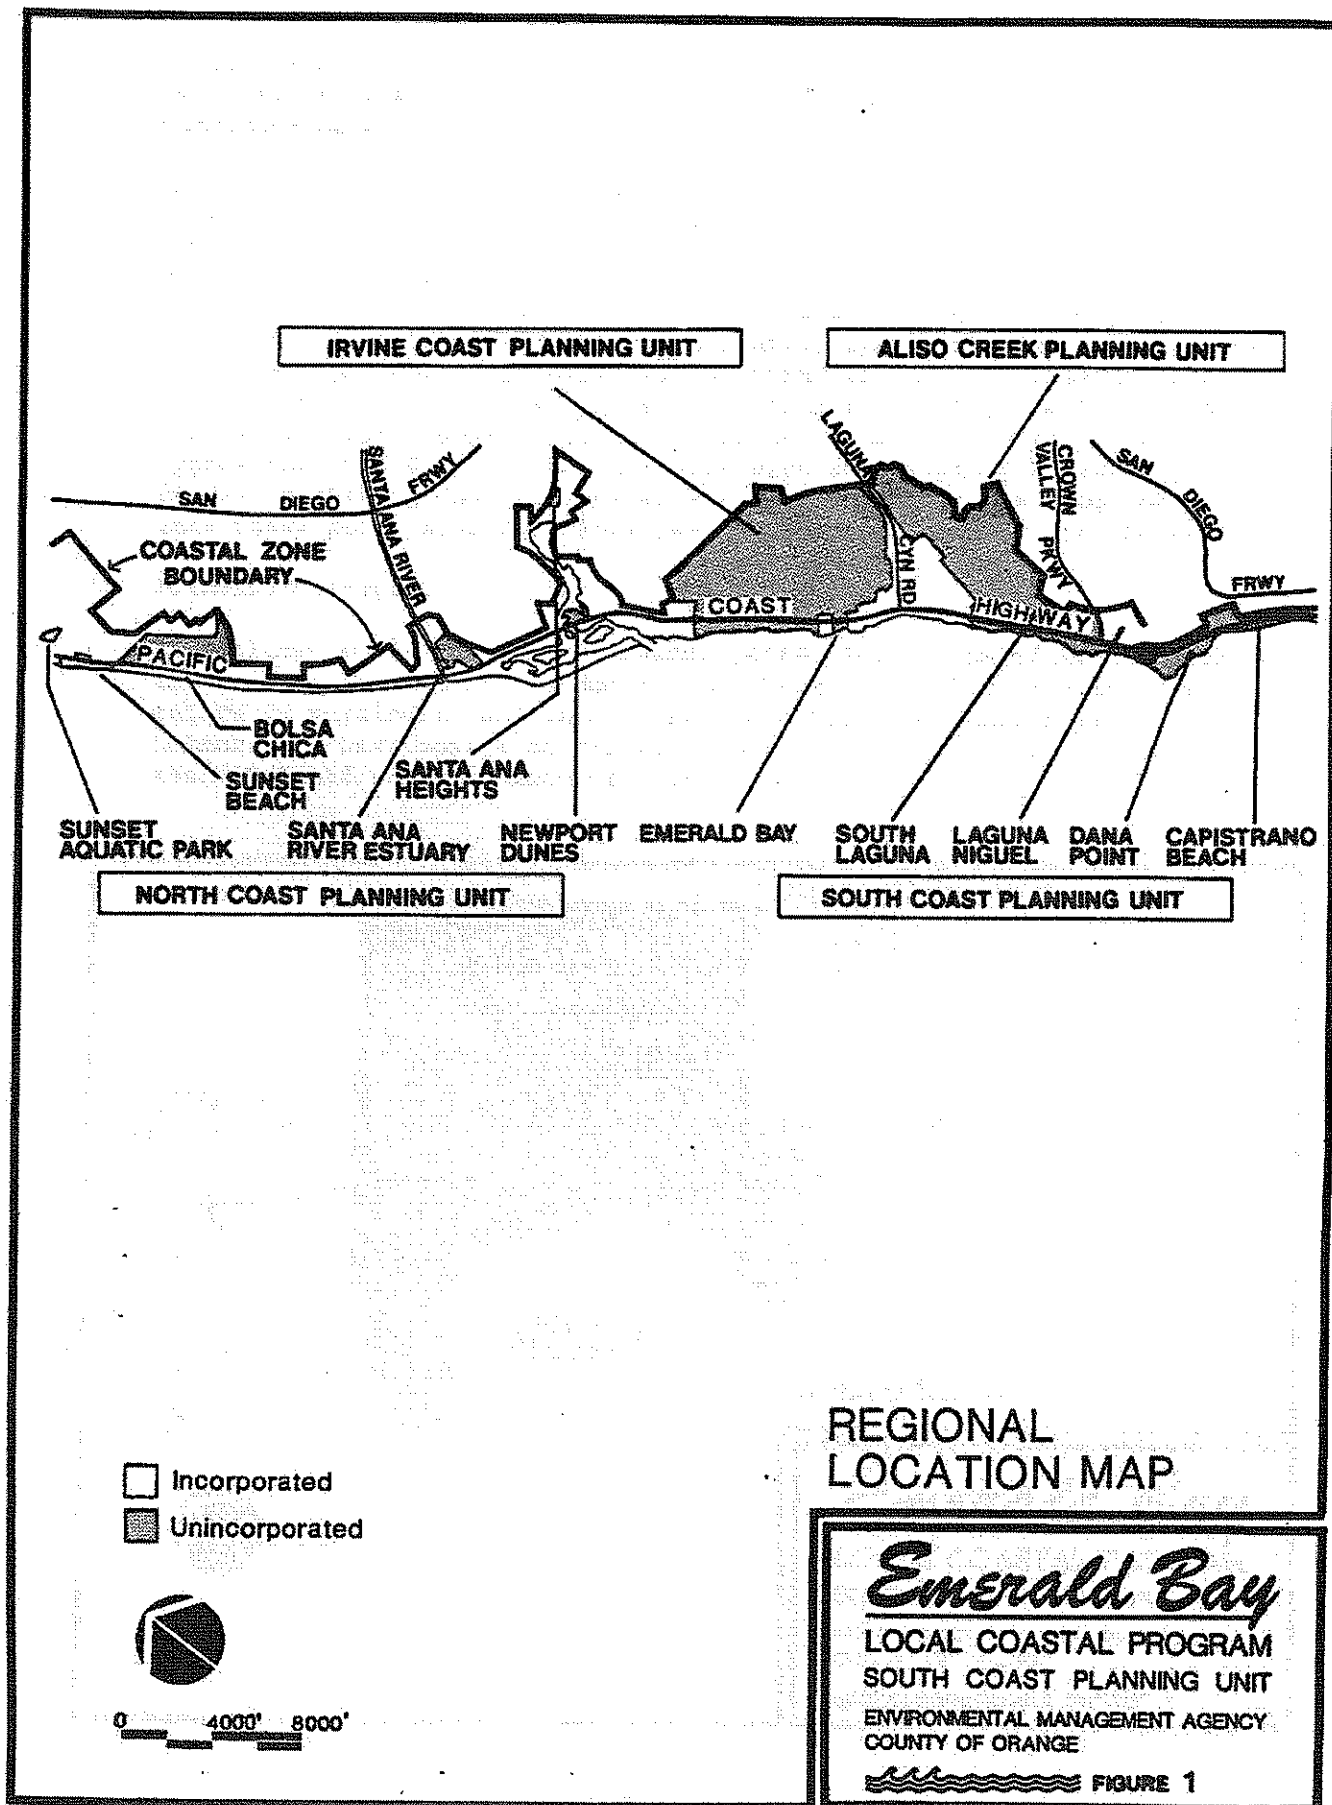 IRVINE COAST PLANNING UNIT
ALISO CREEK PLANNING UNIT
SAN DIEGO FRWY
SANTA ANA RIVER
LAGUNA CYN RD
CROWN VALLEY PKWY
SAN DIEGO FRWY
COASTAL ZONE
BOUNDARY
PACIFIC COAST HIGHWAY
BOLSA
CHICA
SUNSET
BEACH
SANTA ANA
HEIGHTS
SUNSET
AQUATIC PARK
SANTA ANA
RIVER ESTUARY
NEWPORT
DUNES
EMERALD BAY
SOUTH
LAGUNA
LAGUNA
NIGUEL
DANA
POINT
CAPISTRANO
BEACH
NORTH COAST PLANNING UNIT
SOUTH COAST PLANNING UNIT
REGIONAL
LOCATION MAP
Incorporated
Unincorporated
0 4000' 8000'
Emerald Bay
LOCAL COASTAL PROGRAM
SOUTH COAST PLANNING UNIT
ENVIRONMENTAL MANAGEMENT AGENCY
COUNTY OF ORANGE
FIGURE 1